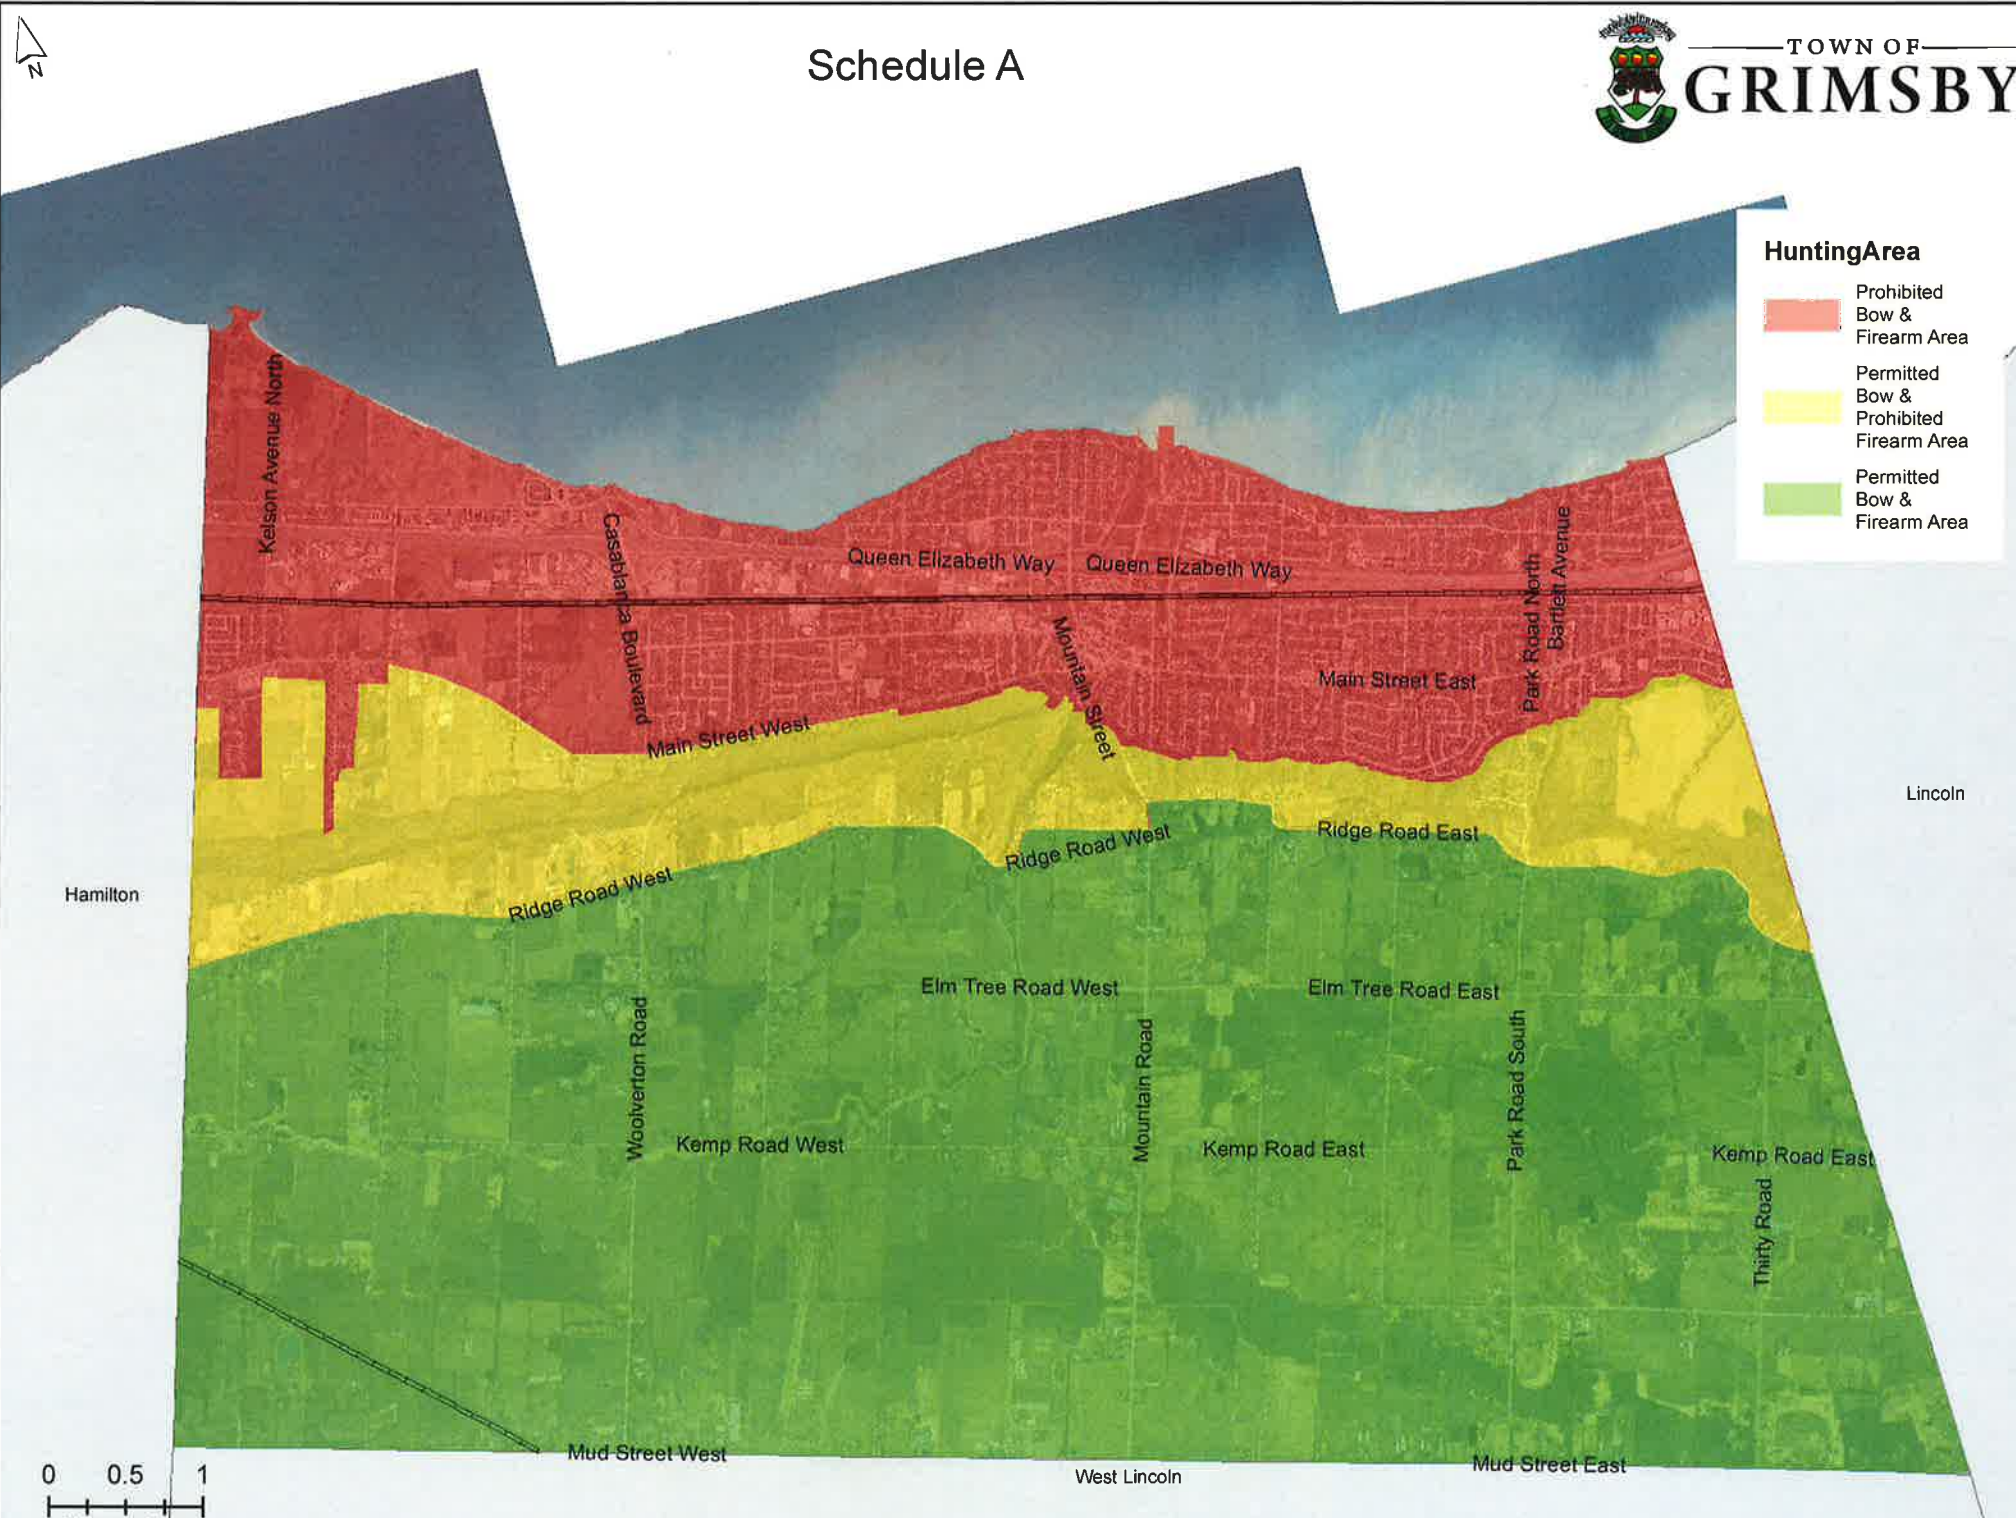 N
Schedule A
TOWN OF
GRIMSBY
HuntingArea
Prohibited
Bow &
Firearm Area
Permitted
Bow &
Prohibited
Firearm Area
Permitted
Bow &
Firearm Area
Kelson Avenue North
Casablanca Boulevard
Queen Elizabeth Way
Queen Elizabeth Way
Park Road North
Bartlett Avenue
Mountain Street
Main Street East
Main Street West
Lincoln
Ridge Road East
Ridge Road West
Ridge Road West
Hamilton
Elm Tree Road West
Elm Tree Road East
Woolverton Road
Mountain Road
Park Road South
Kemp Road West
Kemp Road East
Kemp Road East
Thirty Road
Mud Street West
Mud Street East
West Lincoln
0 0.5 1